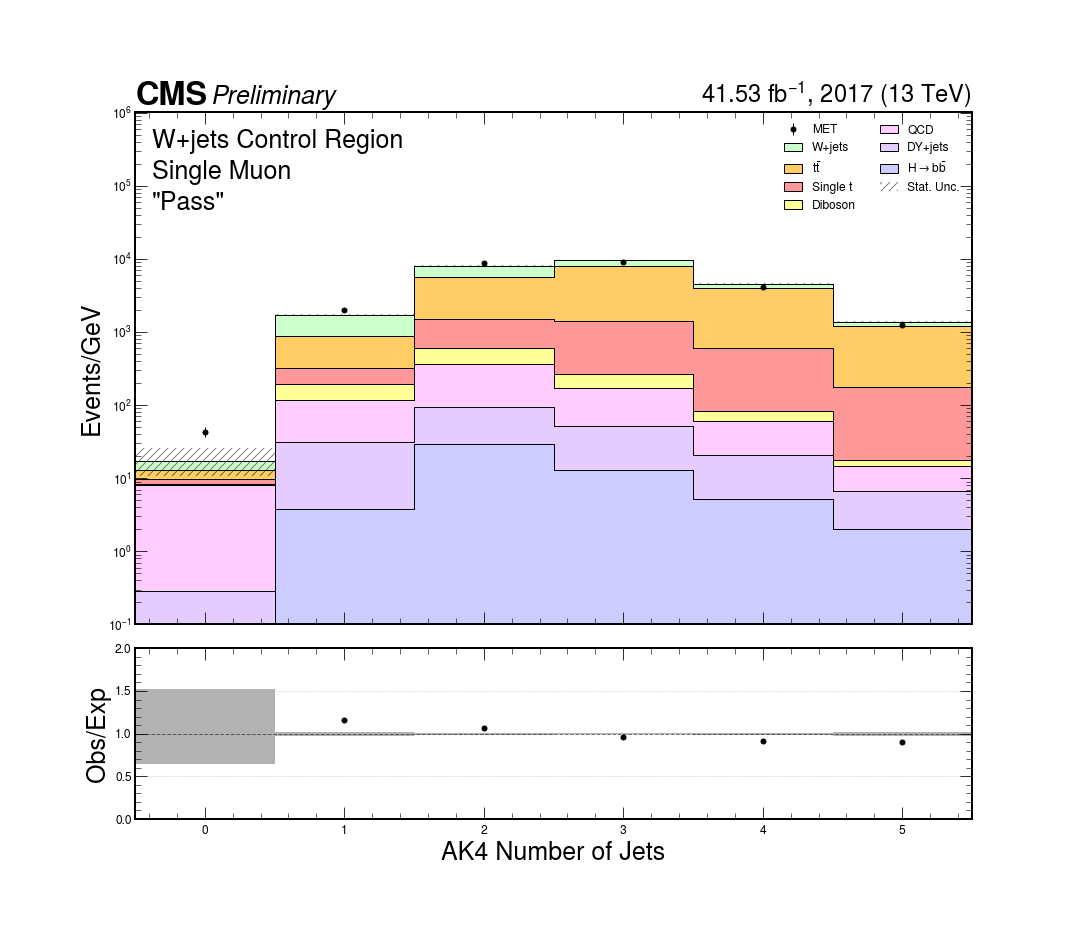 CMS Preliminary
41.53 fb⁻¹, 2017 (13 TeV)
W+jets Control Region
Single Muon
"Pass"
MET
W+jets
tt̄
Single t
Diboson
QCD
DY+jets
H→bb̄
Stat. Unc.
Events/GeV
10⁶
10⁵
10⁴
10³
10²
10¹
10⁰
10⁻¹
Obs/Exp
2.0
1.5
1.0
0.5
0.0
0 1 2 3 4 5
AK4 Number of Jets